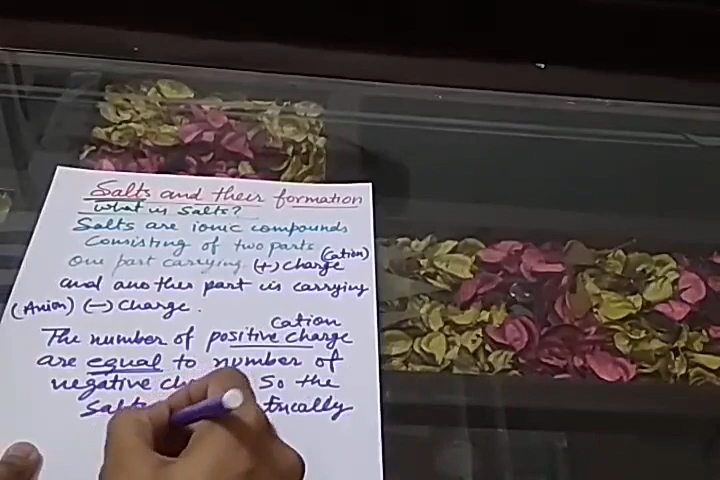 Salts and their formation
what is Salts?
Salts are ionic compounds
Consisting of two parts
One part carrying (+) charge (Cation)
and another part is carrying
(Anion) (-) Charge.
Cation
The number of positive charge
are equal to number of
negative So the